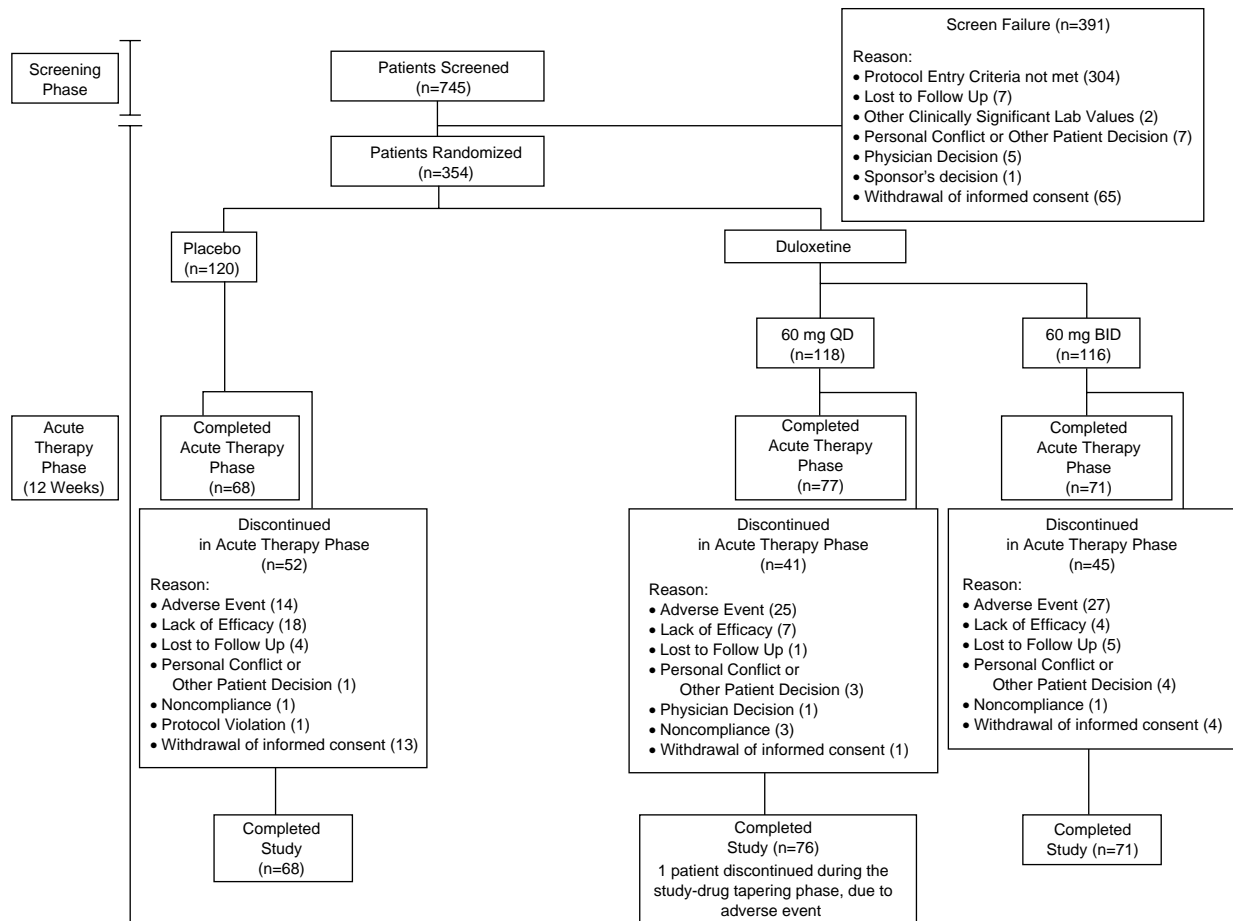 Screening
Phase
Patients Screened
(n=745)
Screen Failure (n=391)
Reason:
• Protocol Entry Criteria not met (304)
• Lost to Follow Up (7)
• Other Clinically Significant Lab Values (2)
• Personal Conflict or Other Patient Decision (7)
• Physician Decision (5)
• Sponsor's decision (1)
• Withdrawal of informed consent (65)
Patients Randomized
(n=354)
Placebo
(n=120)
Duloxetine
60 mg QD
(n=118)
60 mg BID
(n=116)
Acute
Therapy
Phase
(12 Weeks)
Completed
Acute Therapy
Phase
(n=68)
Completed
Acute Therapy
Phase
(n=77)
Completed
Acute Therapy
Phase
(n=71)
Discontinued
in Acute Therapy Phase
(n=52)
Reason:
• Adverse Event (14)
• Lack of Efficacy (18)
• Lost to Follow Up (4)
• Personal Conflict or
Other Patient Decision (1)
• Noncompliance (1)
• Protocol Violation (1)
• Withdrawal of informed consent (13)
Discontinued
in Acute Therapy Phase
(n=41)
Reason:
• Adverse Event (25)
• Lack of Efficacy (7)
• Lost to Follow Up (1)
• Personal Conflict or
Other Patient Decision (3)
• Physician Decision (1)
• Noncompliance (3)
• Withdrawal of informed consent (1)
Discontinued
in Acute Therapy Phase
(n=45)
Reason:
• Adverse Event (27)
• Lack of Efficacy (4)
• Lost to Follow Up (5)
• Personal Conflict or
Other Patient Decision (4)
• Noncompliance (1)
• Withdrawal of informed consent (4)
Completed
Study
(n=68)
Completed
Study (n=76)
1 patient discontinued during the
study-drug tapering phase, due to
adverse event
Completed
Study (n=71)